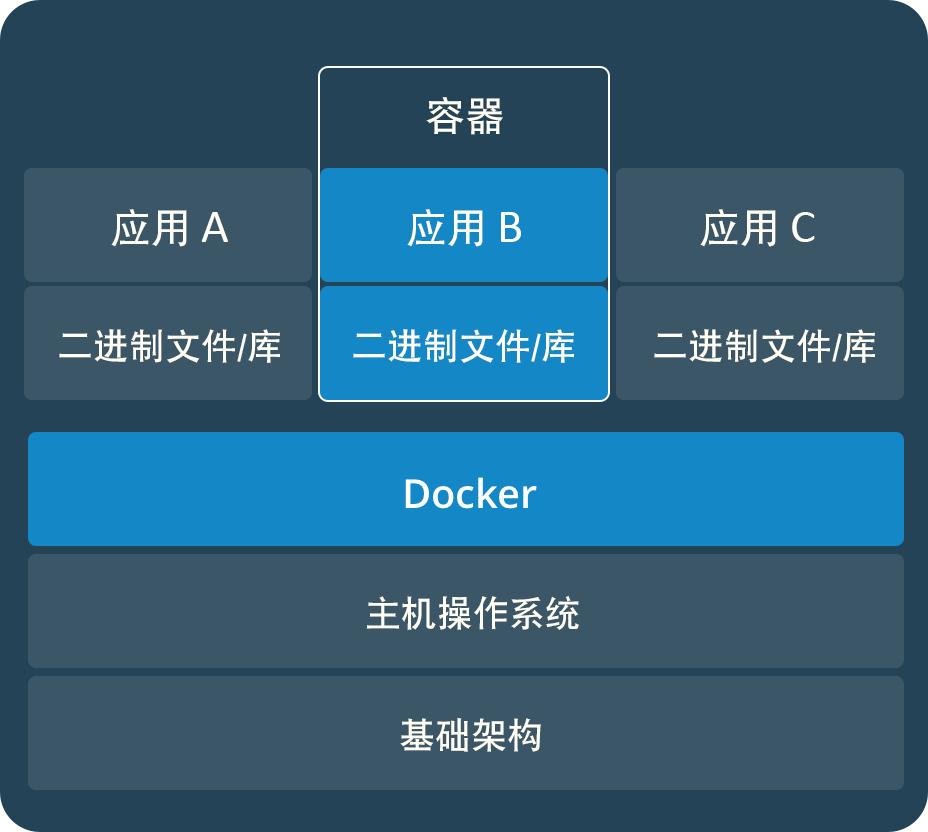 容器
应用 A
应用 B
应用 C
二进制文件/库
二进制文件/库
二进制文件/库
Docker
主机操作系统
基础架构